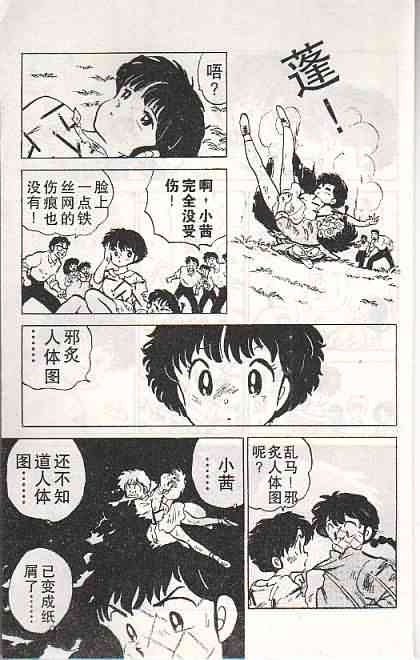 蓬!
唔?
啊,小茜
完全没受
伤!
脸上
一点铁
丝网的
伤痕也
没有!
邪炙
人体图
……
乱马!邪
炙人体图
呢?
小茜
……
还不知
道人体
图……
已变成纸
屑了……